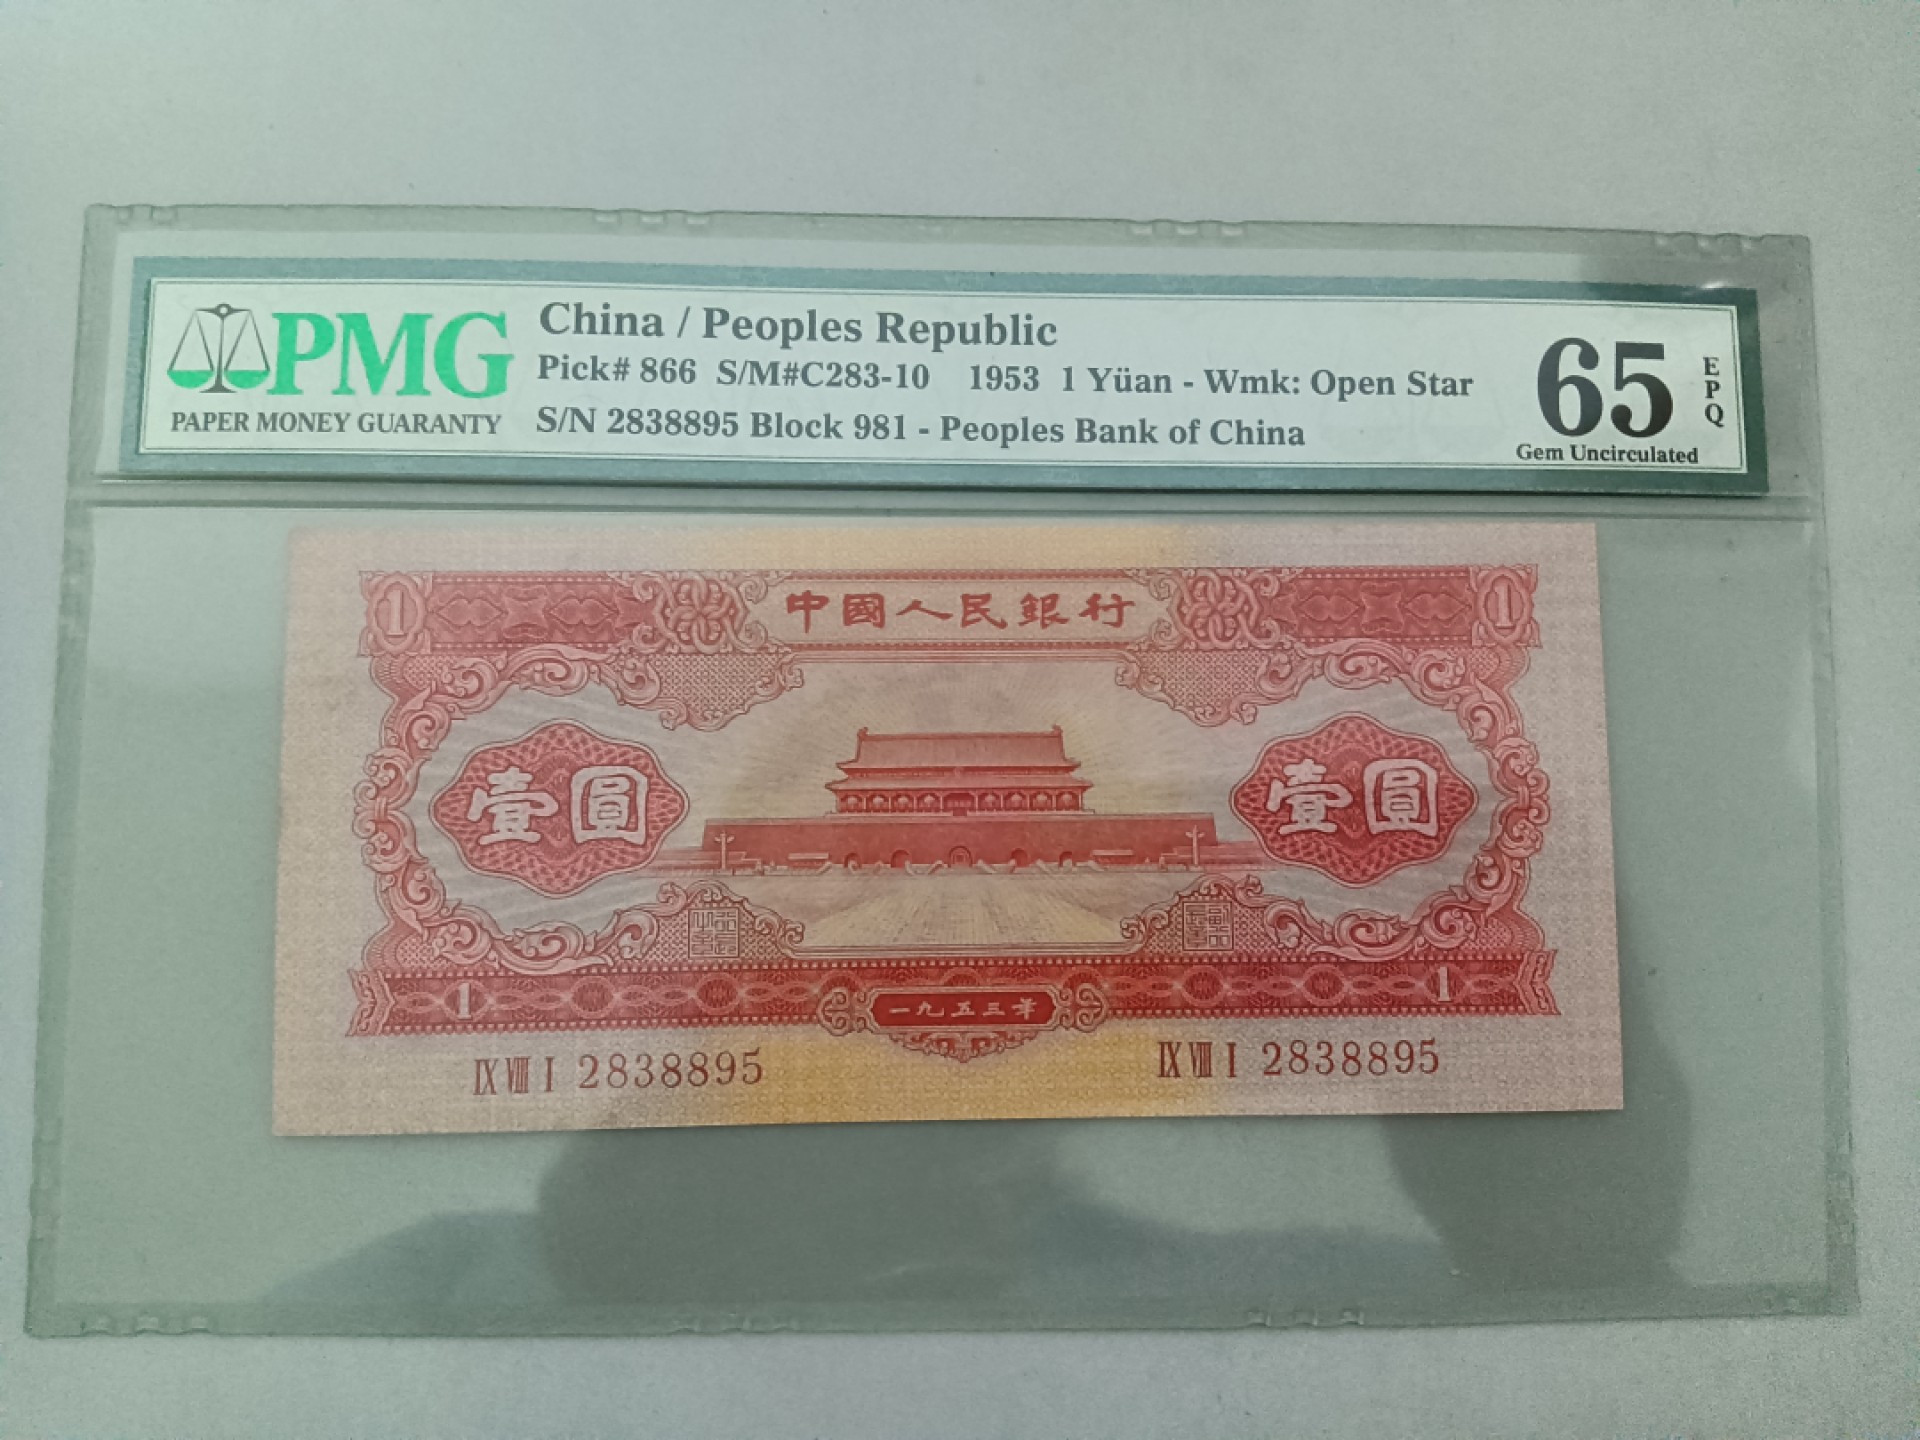 PMG
PAPER MONEY GUARANTY
China / Peoples Republic
Pick# 866 S/M#C283-10 1953 1 Yüan - Wmk: Open Star
S/N 2838895 Block 981 - Peoples Bank of China
65
EPQ
Gem Uncirculated
1 中國人民銀行 1
壹圓 壹圓
1 一九五三年 1
IX VIII I 2838895 IX VIII I 2838895